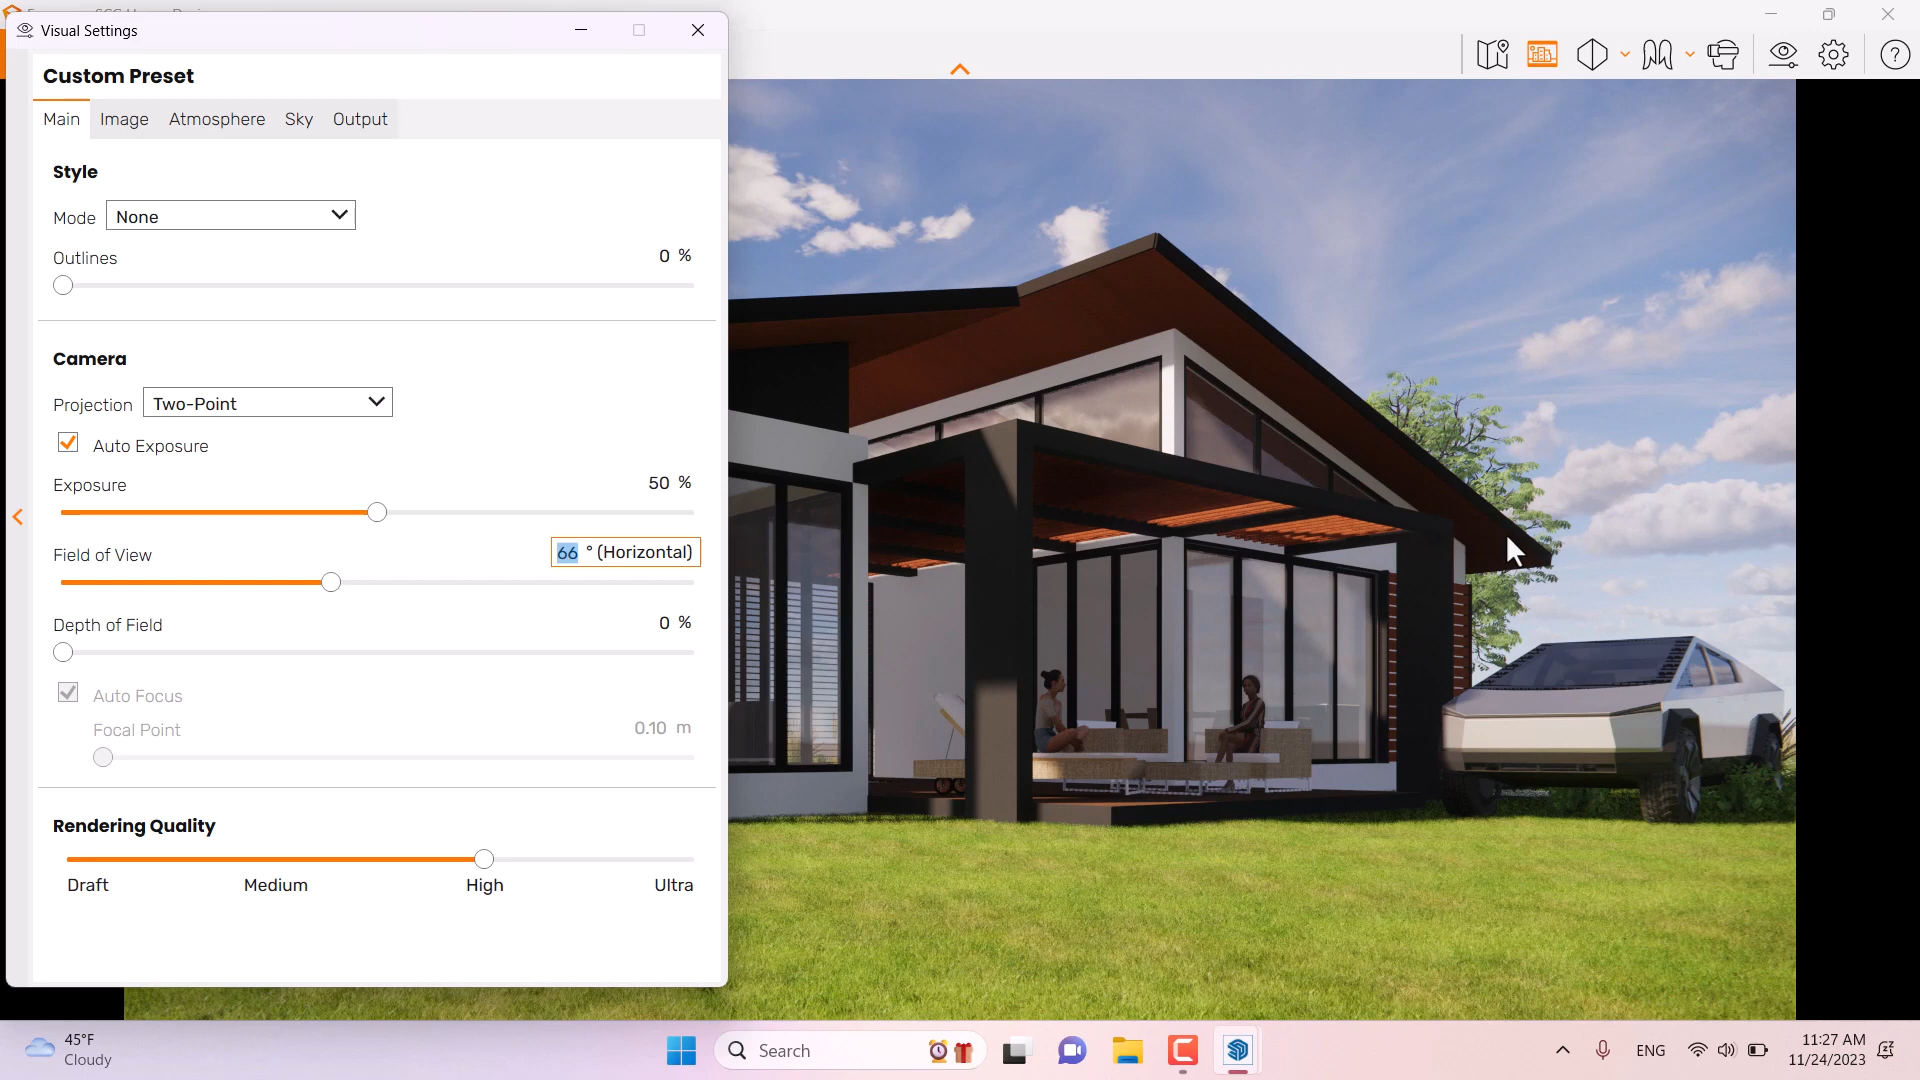 Visual Settings
Custom Preset
Main Image Atmosphere Sky Output
Style
Mode None
Outlines 0 %
Camera
Projection Two-Point
Auto Exposure
Exposure 50 %
Field of View 66 ° (Horizontal)
Depth of Field 0 %
Auto Focus
Focal Point 0.10 m
Rendering Quality
Draft Medium High Ultra
45°F
Cloudy
Search
ENG
11:27 AM
11/24/2023